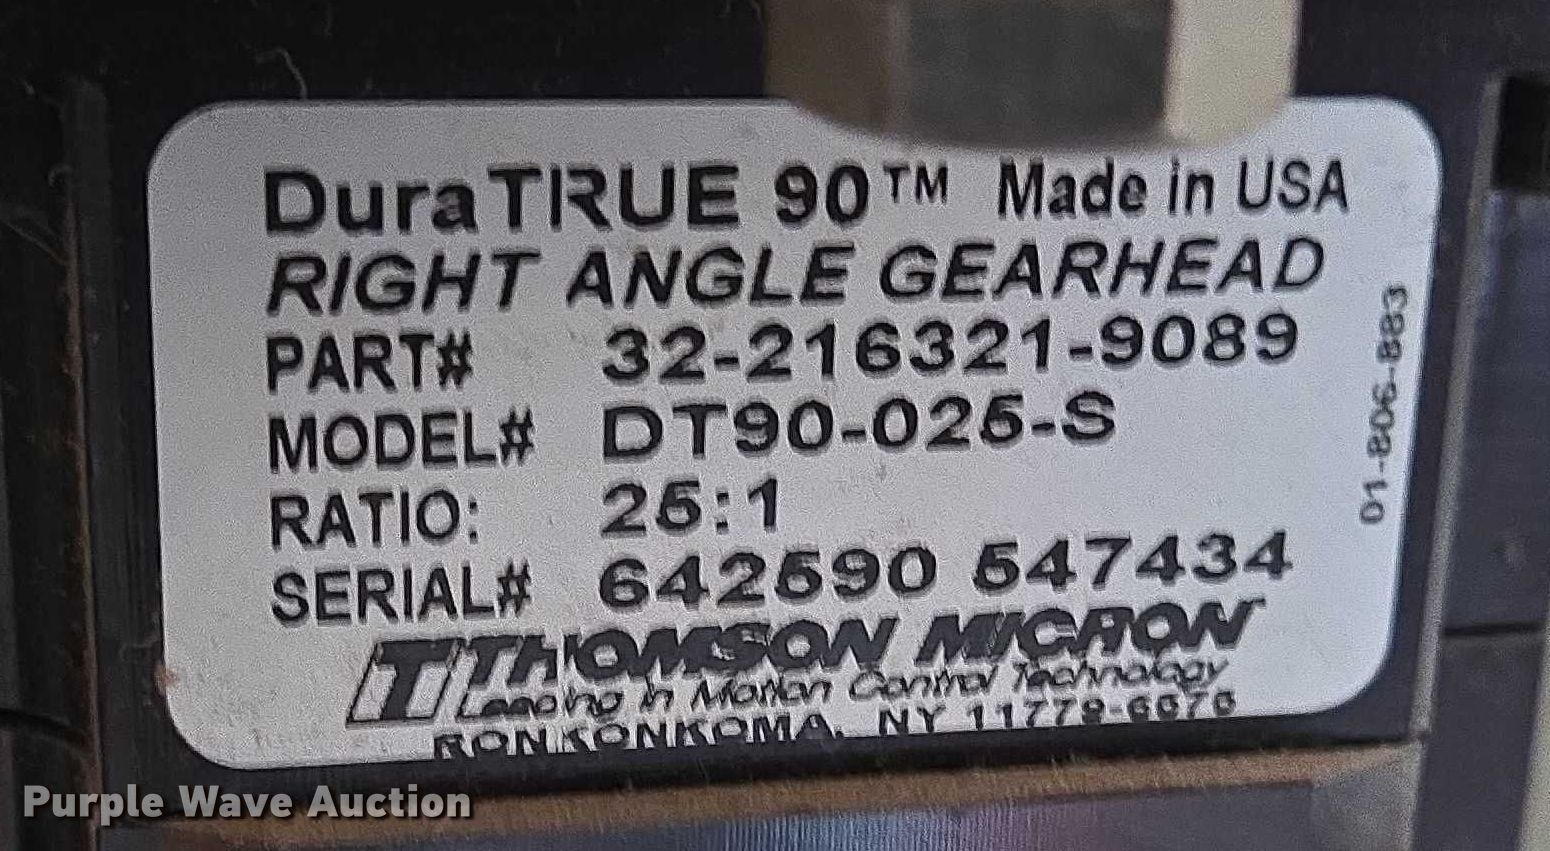 DuraTRUE 90™ Made in USA
RIGHT ANGLE GEARHEAD
PART# 32-216321-9089
MODEL# DT90-025-S
RATIO: 25:1
SERIAL# 642590 547434
THOMSON MICRON
Leading in Motion Control Technology
RONKONKOMA, NY
D1-806-883
Purple Wave Auction